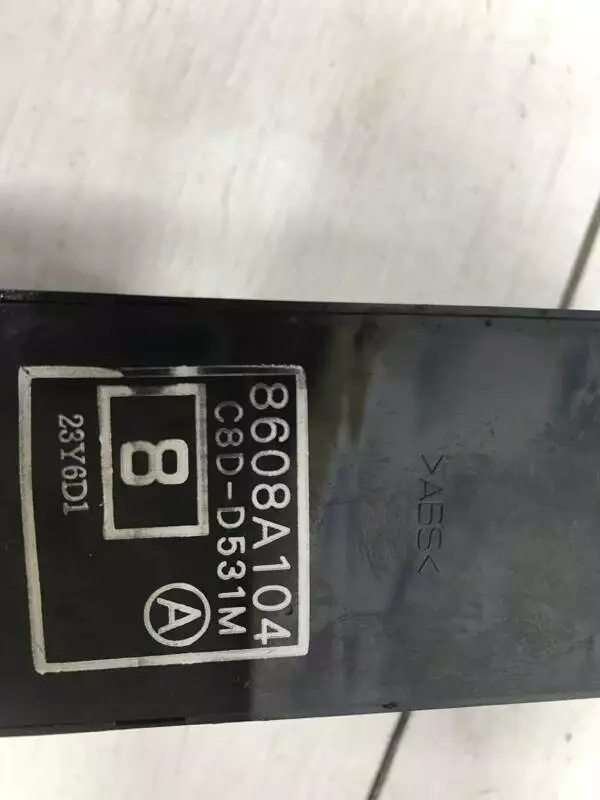 8608A104
C8D-D531M
8
A
23Y6D1
>ABS<